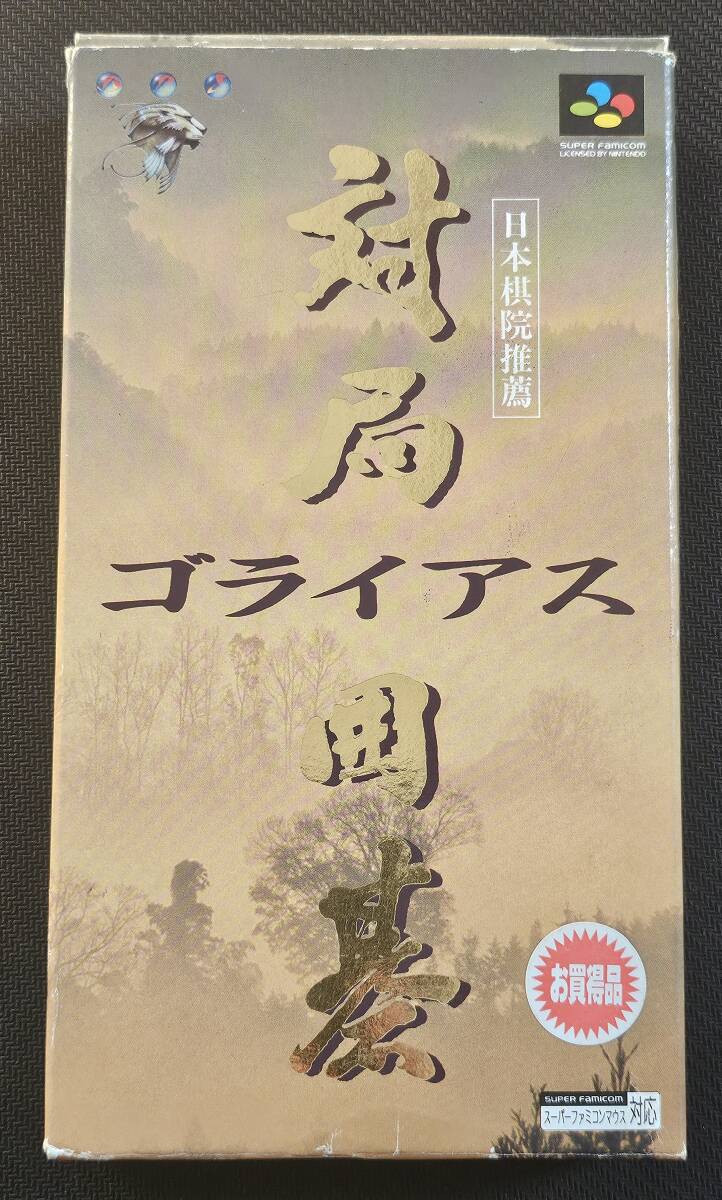 SUPER FAMICOM
LICENSED BY NINTENDO
日本棋院推薦
対局
囲碁
ゴライアス
お買得品
SUPER FAMICOM
スーパーファミコンマウス
対応